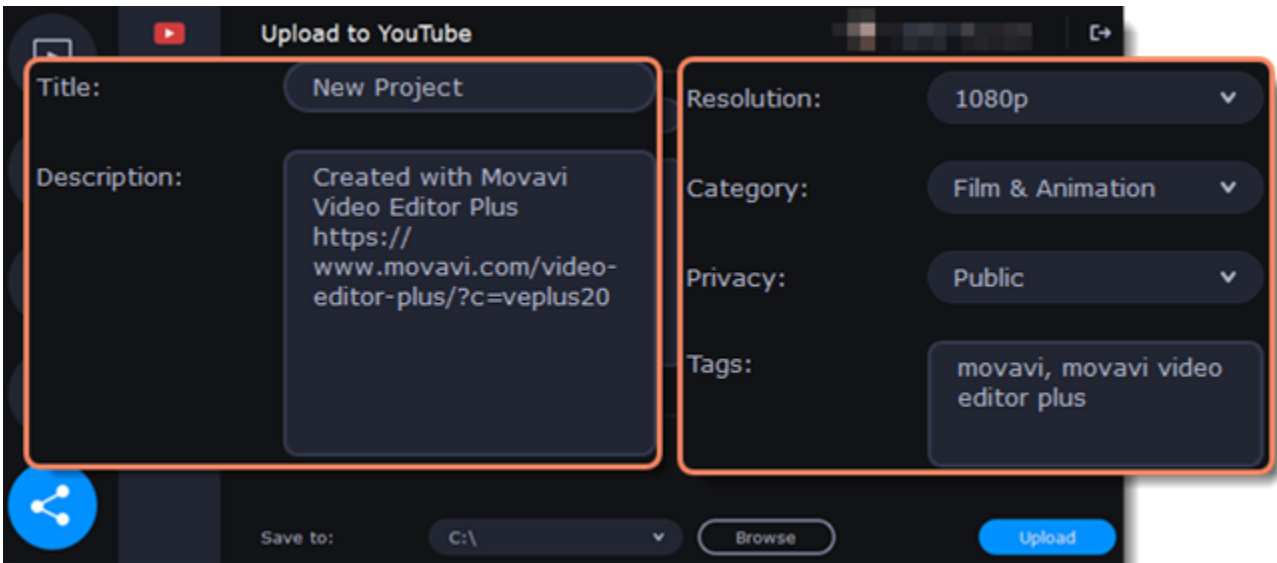 Upload to YouTube
Title:
New Project
Description:
Created with Movavi
Video Editor Plus
https://
www.movavi.com/video-
editor-plus/?c=veplus20
Resolution:
1080p
Category:
Film & Animation
Privacy:
Public
Tags:
movavi, movavi video
editor plus
Save to:
C:\
Browse
Upload